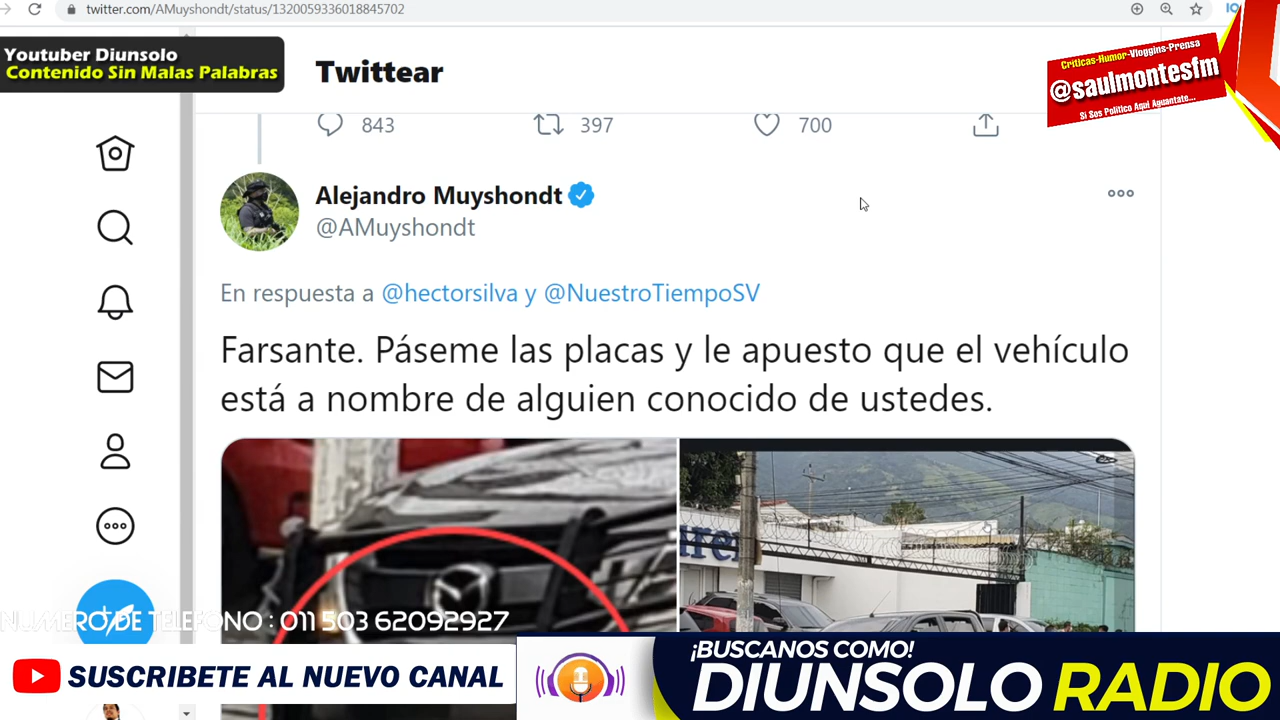 twitter.com/AMuyshondt/status/1320059336018845702
Youtuber Diunsolo
Contenido Sin Malas Palabras
Twittear
Críticas-Humor-Vloggins-Prensa
@saulmontesfm
Si Sos Político Aquí Aguantate...
843 397 700
Alejandro Muyshondt
@AMuyshondt
En respuesta a @hectorsilva y @NuestroTiempoSV
Farsante. Páseme las placas y le apuesto que el vehículo
está a nombre de alguien conocido de ustedes.
NUMERO DE TELEFONO : 011 503 62092927
SUSCRIBETE AL NUEVO CANAL
¡BUSCANOS COMO!
DIUNSOLO RADIO